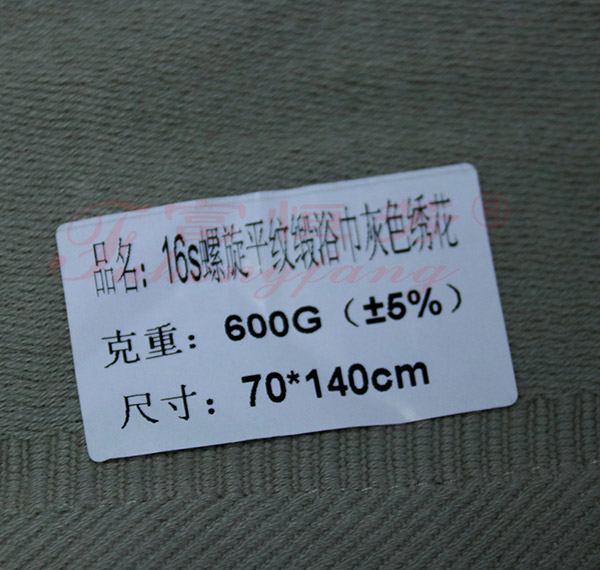 品名: 16s螺旋平纹缎浴巾灰色绣花
克重: 600G (±5%)
尺寸: 70*140cm